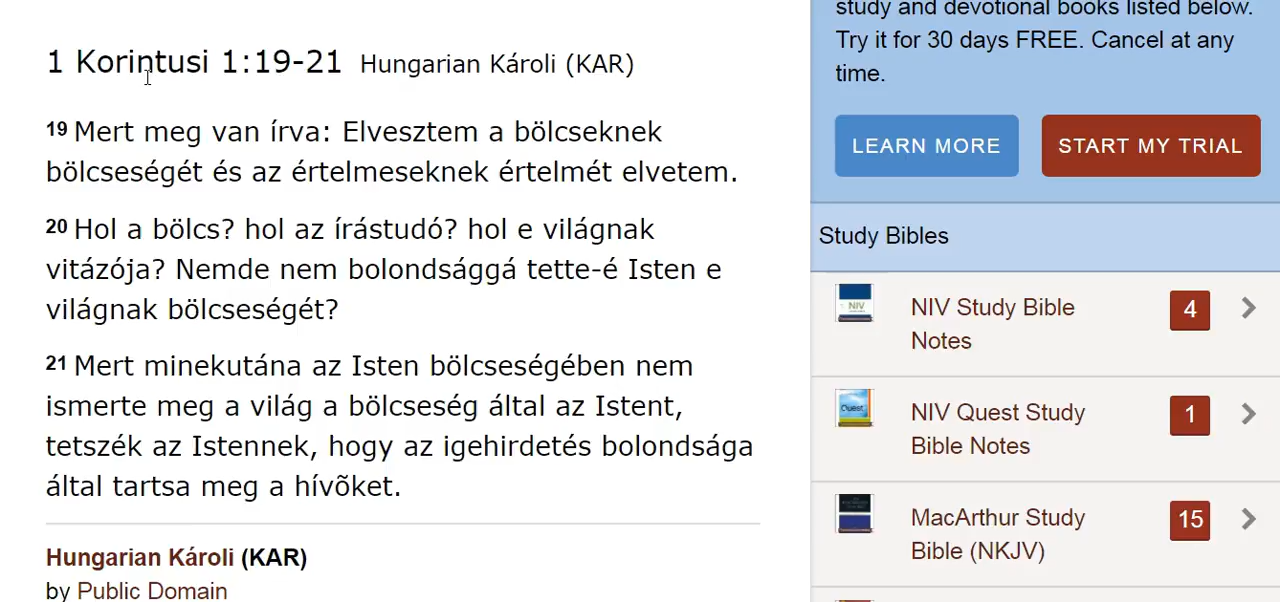 1 Korintusi 1:19-21 Hungarian Károli (KAR)
19 Mert meg van írva: Elvesztem a bölcseknek
bölcseségét és az értelmeseknek értelmét elvetem.
20 Hol a bölcs? hol az írástudó? hol e világnak
vitázója? Nemde nem bolondsággá tette-é Isten e
világnak bölcseségét?
21 Mert minekutána az Isten bölcseségében nem
ismerte meg a világ a bölcseség által az Istent,
tetszék az Istennek, hogy az igehirdetés bolondsága
által tartsa meg a hívõket.
Hungarian Károli (KAR)
by Public Domain
study and devotional books listed below.
Try it for 30 days FREE. Cancel at any
time.
LEARN MORE
START MY TRIAL
Study Bibles
NIV
NIV Study Bible
Notes
4
Quest
NIV Quest Study
Bible Notes
1
MacArthur Study
Bible (NKJV)
15